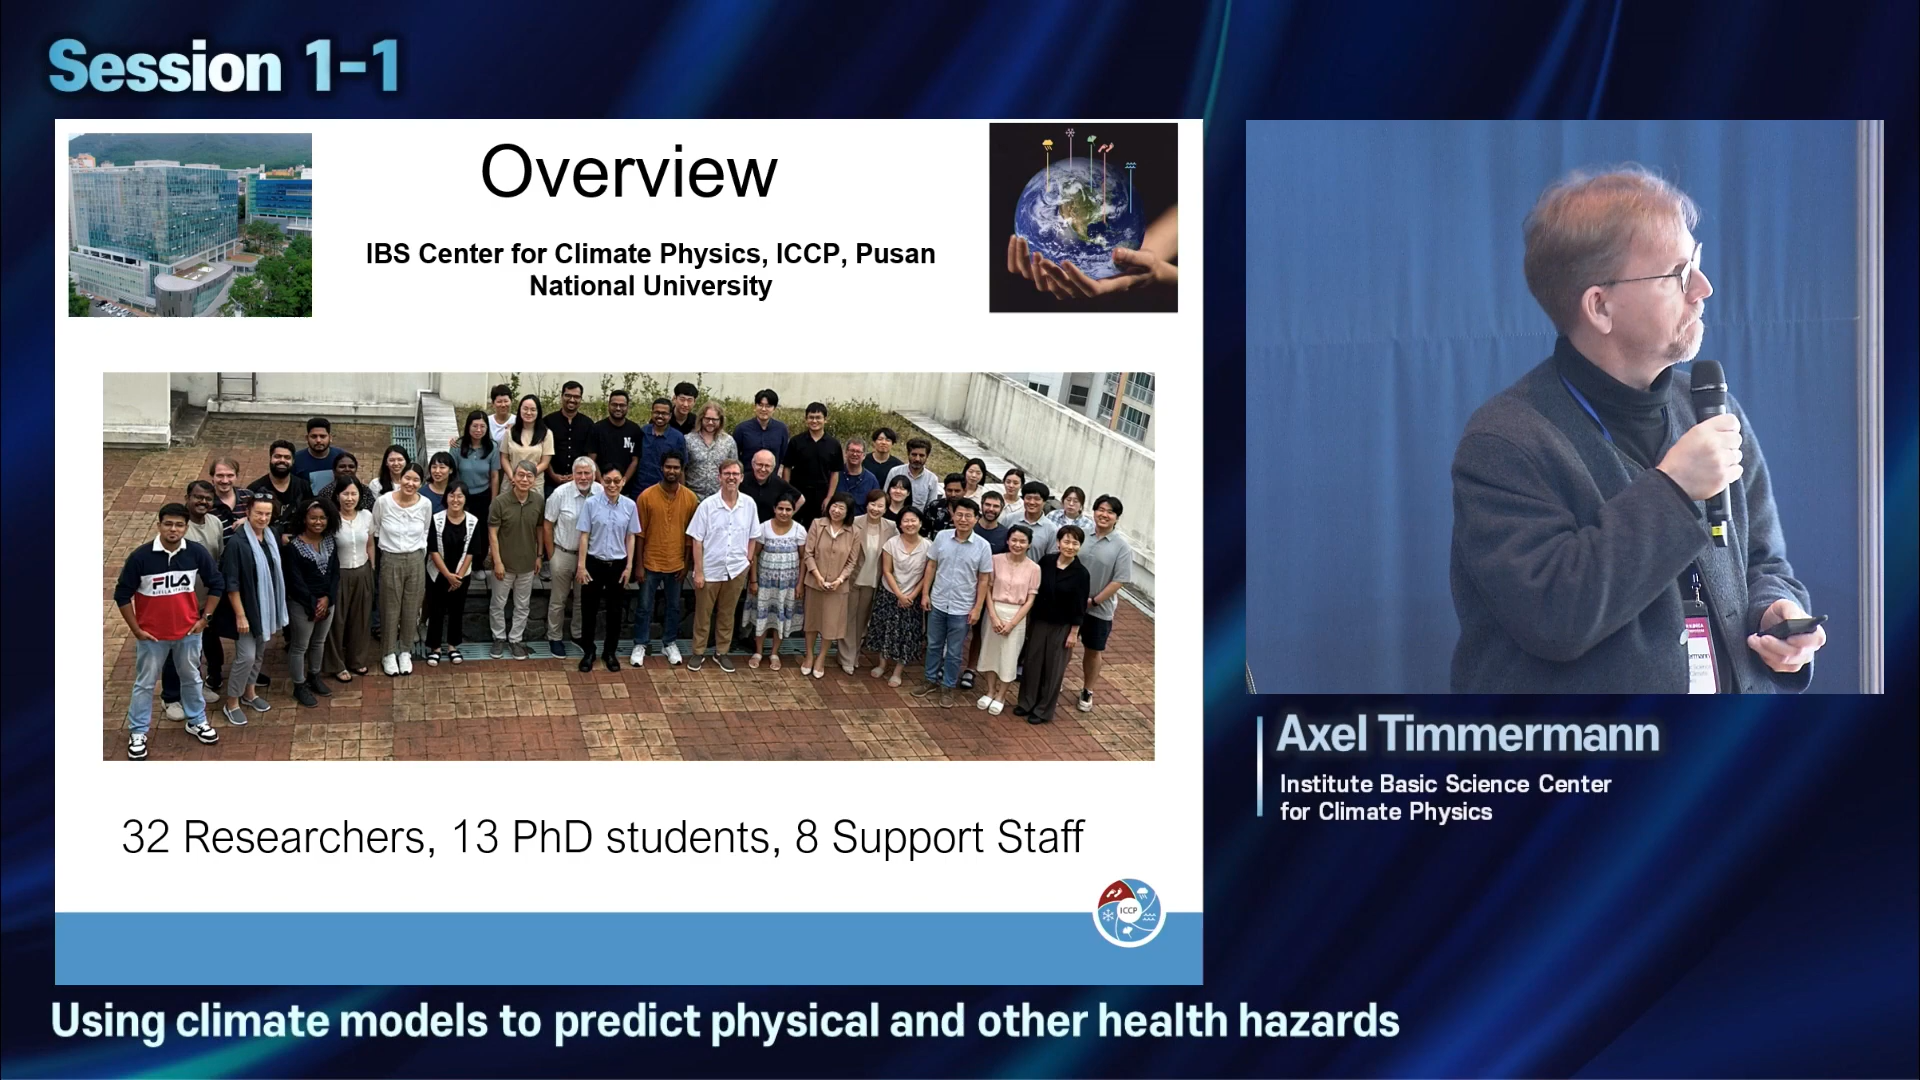 Session 1-1
Overview
IBS Center for Climate Physics, ICCP, Pusan
National University
FILA
32 Researchers, 13 PhD students, 8 Support Staff
ICCP
Axel Timmermann
Institute Basic Science Center
for Climate Physics
Using climate models to predict physical and other health hazards